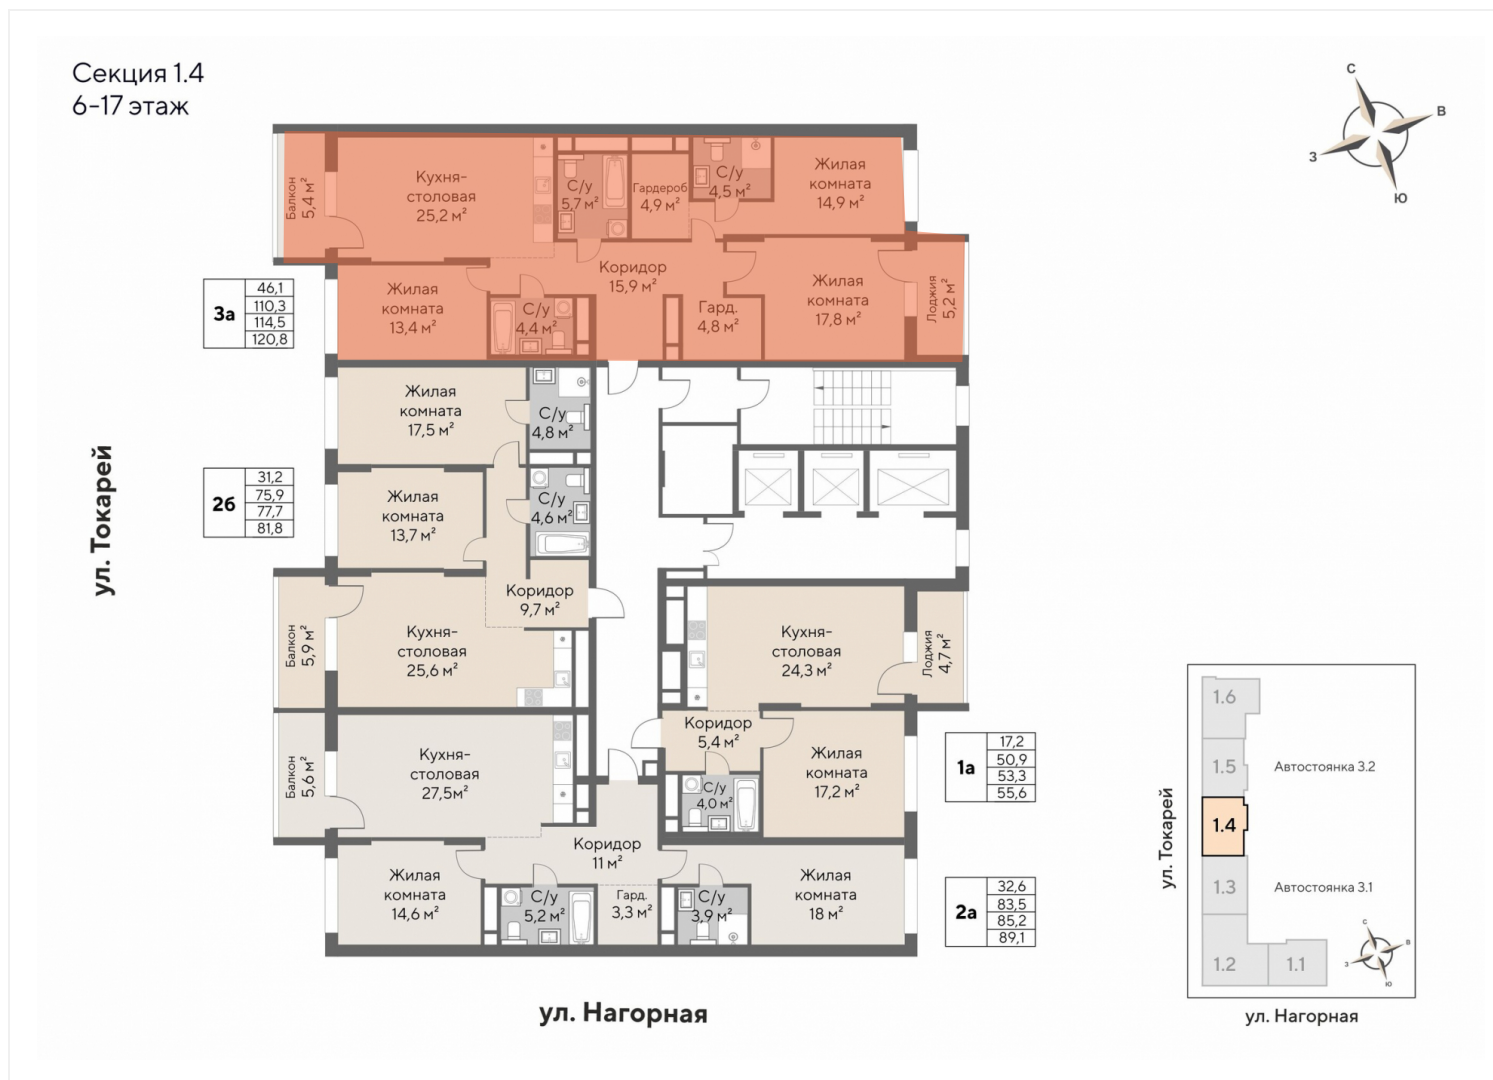 Секция 1.4
6-17 этаж
С
В
З
Ю
Балкон
5,4 м²
Кухня-
столовая
25,2 м²
С/у
5,7 м²
Гардероб
4,9 м²
С/у
4,5 м²
Жилая
комната
14,9 м²
3а
46,1
110,3
114,5
120,8
Жилая
комната
13,4 м²
С/у
4,4 м²
Коридор
15,9 м²
Гард.
4,8 м²
Жилая
комната
17,8 м²
Лоджия
5,2 м²
Жилая
комната
17,5 м²
С/у
4,8 м²
ул. Токарей
2б
31,2
75,9
77,7
81,8
Жилая
комната
13,7 м²
С/у
4,6 м²
Коридор
9,7 м²
Балкон
5,9 м²
Кухня-
столовая
25,6 м²
Кухня-
столовая
24,3 м²
Лоджия
4,7 м²
Коридор
5,4 м²
С/у
4,0 м²
Жилая
комната
17,2 м²
1а
17,2
50,9
53,3
55,6
Балкон
5,6 м²
Кухня-
столовая
27,5м²
Коридор
11 м²
Жилая
комната
14,6 м²
С/у
5,2 м²
Гард.
3,3 м²
С/у
3,9 м²
Жилая
комната
18 м²
2а
32,6
83,5
85,2
89,1
ул. Нагорная
ул. Токарей
1.6
1.5
Автостоянка 3.2
1.4
1.3
Автостоянка 3.1
1.2
1.1
С
В
З
Ю
ул. Нагорная